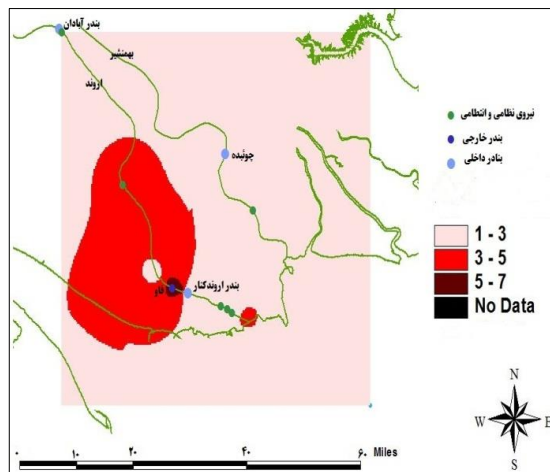 بندر آبادان
بهمنشیر
اروند
چوئبده
بندر اروندکنار
فاو
نیروی نظامی و انتظامی
بندر خارجی
بنادر داخلی
1 - 3
3 - 5
5 - 7
No Data
N
W E
S
۰ ۱۰ ۲۰ ۴۰ ۶۰ Miles